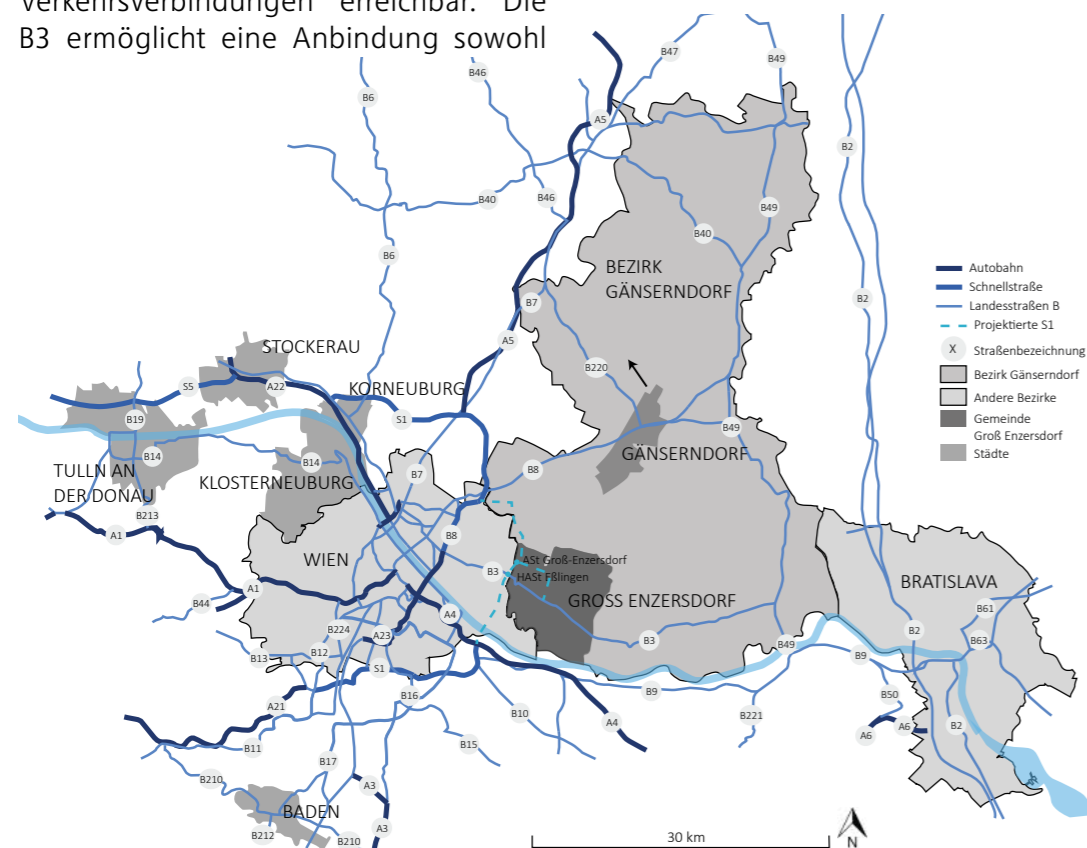 Verkehrsverbindungen erreichbar. Die
B3 ermöglicht eine Anbindung sowohl
B47
B49
B46
B6
A5
B2
B40
B46
B49
B40
B6
BEZIRK
GÄNSERNDORF
Autobahn
Schnellstraße
Landesstraßen B
Projektierte S1
X Straßenbezeichnung
Bezirk Gänserndorf
Andere Bezirke
Gemeinde
Groß Enzersdorf
Städte
B7
B2
A5
STOCKERAU
B220
S5
A22
KORNEUBURG
B19
S1
B49
B14
B14
GÄNSERNDORF
TULLN AN
DER DONAU
KLOSTERNEUBURG
B7
B8
B213
A1
B8
WIEN
ASt Groß-Enzersdorf
B3
HASt Eßlingen
BRATISLAVA
A1
B44
GROSS ENZERSDORF
B61
A4
B224
A23
B3
B49
B2
B63
B13
B12
S1
B9
B16
B9
B50
A21
B10
B221
A4
A6
A6
B2
B11
B15
B17
B210
A3
BADEN
A3
B212
B210
30 km
N